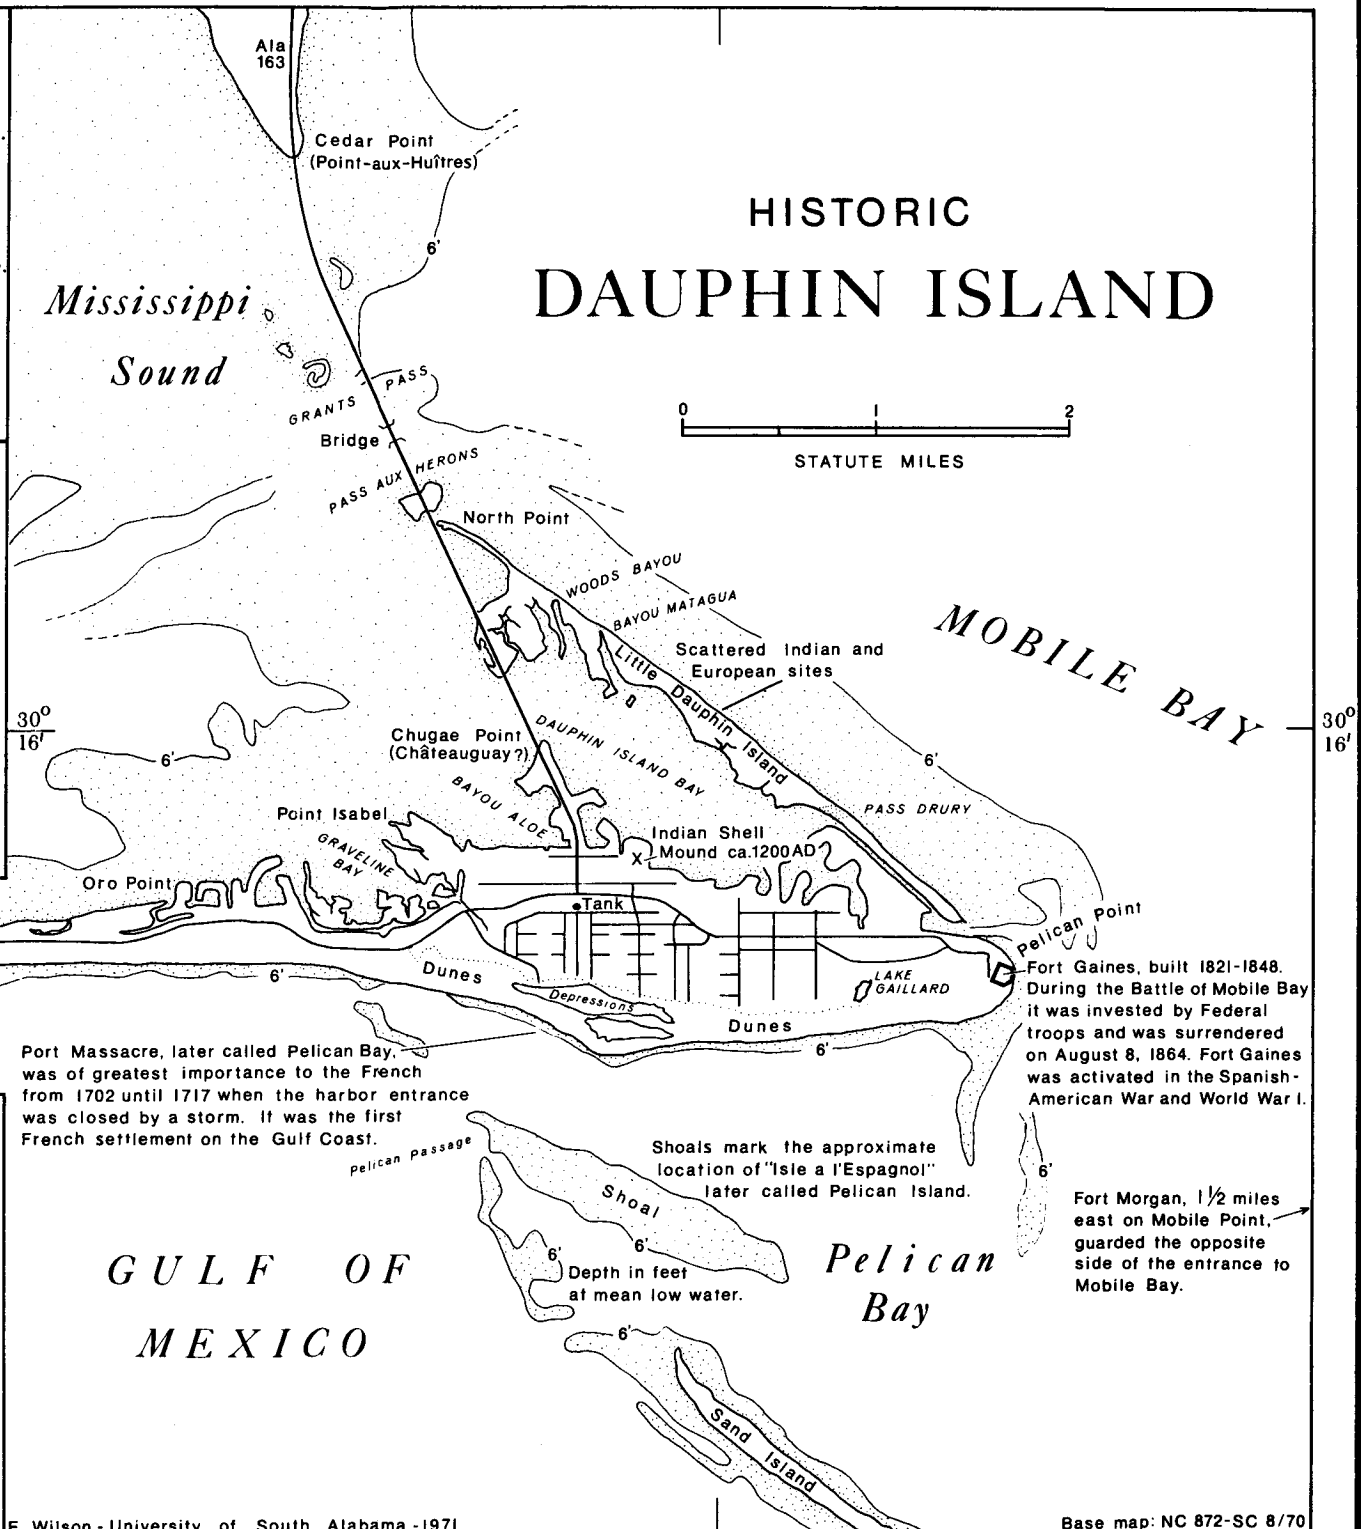 Ala
163
Cedar Point
(Point-aux-Huîtres)
HISTORIC
DAUPHIN ISLAND
6'
Mississippi
Sound
0 1 2
STATUTE MILES
GRANTS PASS
Bridge
PASS AUX HERONS
North Point
WOODS BAYOU
BAYOU MATAGUA
MOBILE BAY
Scattered Indian and
European sites
Little Dauphin Island
30°
16'
30°
16'
Chugae Point
(Châteauguay?)
DAUPHIN ISLAND BAY
6'
6'
BAYOU ALOE
Point Isabel
GRAVELINE
BAY
PASS DRURY
Indian Shell
Mound ca.1200AD
X
Oro Point
Tank
Pelican Point
Dunes
6'
LAKE
GAILLARD
Depressions
Dunes
6'
Fort Gaines, built 1821-1848.
During the Battle of Mobile Bay
it was invested by Federal
troops and was surrendered
on August 8, 1864. Fort Gaines
was activated in the Spanish-
American War and World War I.
Port Massacre, later called Pelican Bay,
was of greatest importance to the French
from 1702 until 1717 when the harbor entrance
was closed by a storm. It was the first
French settlement on the Gulf Coast.
Pelican Passage
Shoals mark the approximate
location of "Isle a l'Espagnol"
later called Pelican Island.
6'
Shoal
Fort Morgan, 1 1/2 miles
east on Mobile Point,
guarded the opposite
side of the entrance to
Mobile Bay.
GULF OF
MEXICO
6'
6'
Depth in feet
at mean low water.
Pelican
Bay
6'
Sand Island
E. Wilson - University of South Alabama - 1971
Base map: NC 872-SC 8/70